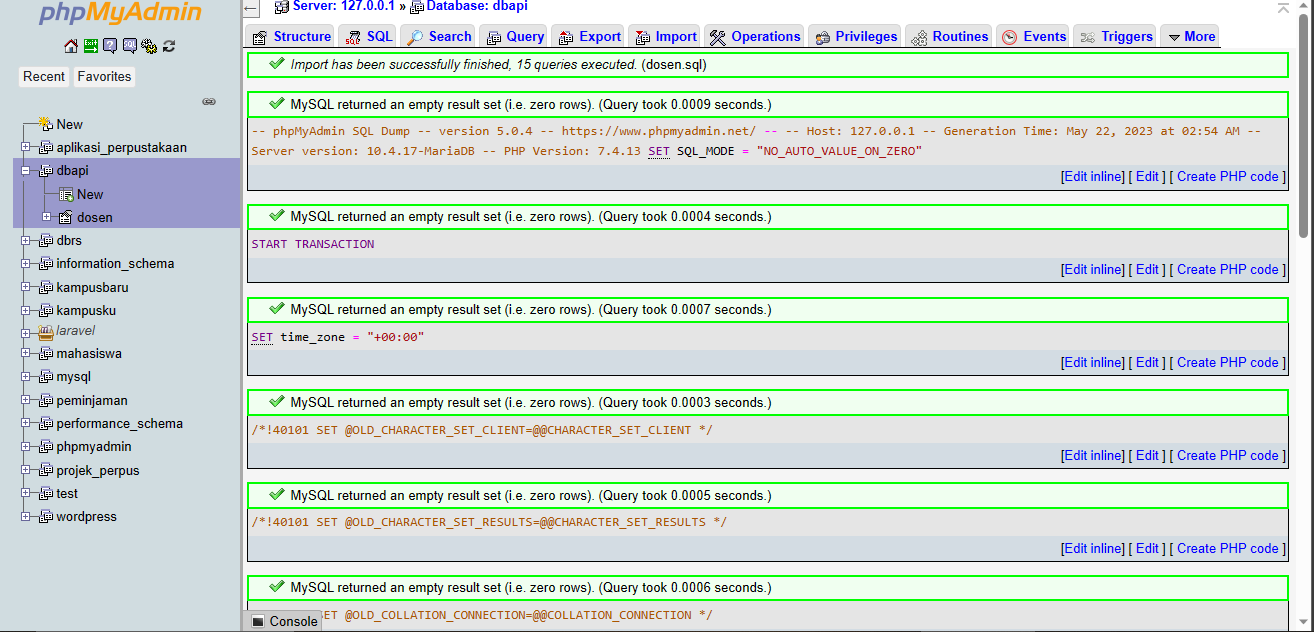 phpMyAdmin
Recent Favorites
New
aplikasi_perpustakaan
dbapi
New
dosen
dbrs
information_schema
kampusbaru
kampusku
laravel
mahasiswa
mysql
peminjaman
performance_schema
phpmyadmin
projek_perpus
test
wordpress
Server: 127.0.0.1 » Database: dbapi
Structure SQL Search Query Export Import Operations Privileges Routines Events Triggers More
Import has been successfully finished, 15 queries executed. (dosen.sql)
MySQL returned an empty result set (i.e. zero rows). (Query took 0.0009 seconds.)
-- phpMyAdmin SQL Dump -- version 5.0.4 -- https://www.phpmyadmin.net/ -- -- Host: 127.0.0.1 -- Generation Time: May 22, 2023 at 02:54 AM --
Server version: 10.4.17-MariaDB -- PHP Version: 7.4.13 SET SQL_MODE = "NO_AUTO_VALUE_ON_ZERO"
[Edit inline] [ Edit ] [ Create PHP code ]
MySQL returned an empty result set (i.e. zero rows). (Query took 0.0004 seconds.)
START TRANSACTION
[Edit inline] [ Edit ] [ Create PHP code ]
MySQL returned an empty result set (i.e. zero rows). (Query took 0.0007 seconds.)
SET time_zone = "+00:00"
[Edit inline] [ Edit ] [ Create PHP code ]
MySQL returned an empty result set (i.e. zero rows). (Query took 0.0003 seconds.)
/*!40101 SET @OLD_CHARACTER_SET_CLIENT=@@CHARACTER_SET_CLIENT */
[Edit inline] [ Edit ] [ Create PHP code ]
MySQL returned an empty result set (i.e. zero rows). (Query took 0.0005 seconds.)
/*!40101 SET @OLD_CHARACTER_SET_RESULTS=@@CHARACTER_SET_RESULTS */
[Edit inline] [ Edit ] [ Create PHP code ]
MySQL returned an empty result set (i.e. zero rows). (Query took 0.0006 seconds.)
SET @OLD_COLLATION_CONNECTION=@@COLLATION_CONNECTION */
Console